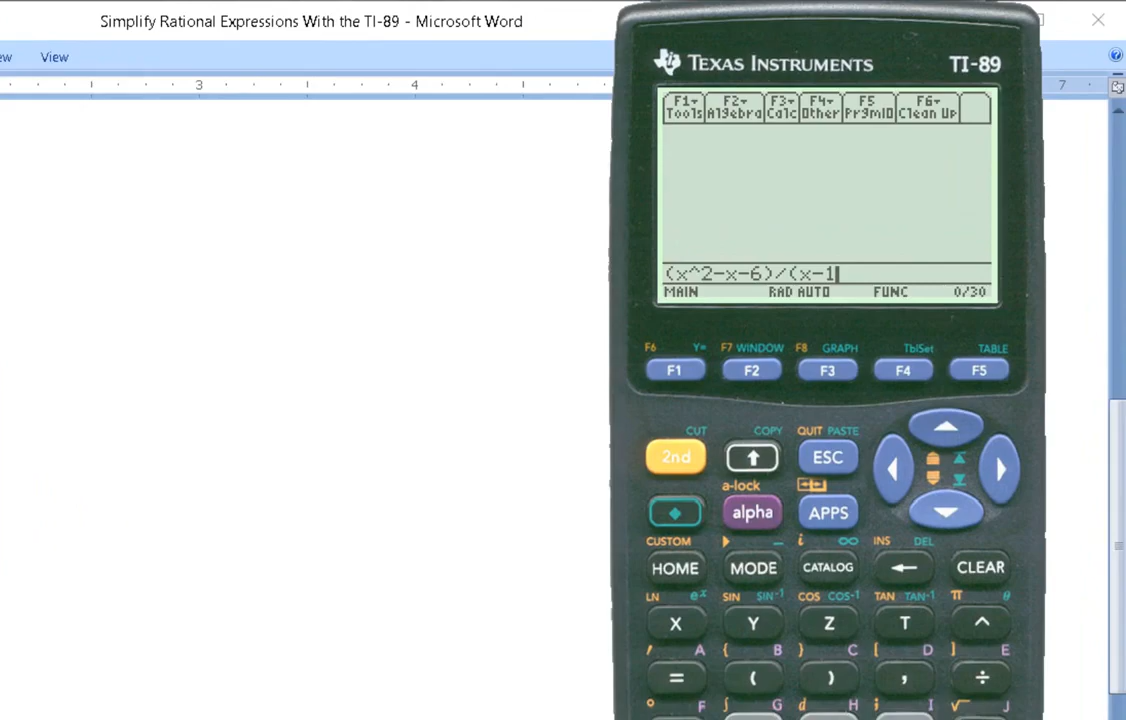 Simplify Rational Expressions With the TI-89 - Microsoft Word
ew View
3 7
TEXAS INSTRUMENTS TI-89
F1 F2 F3 F4 F5 F6
Tools Algebra Calc Other PrgmIO Clean Up
(x^2-x-6)/(x-1
MAIN RAD AUTO FUNC 0/30
F6 Y= F7 WINDOW F8 GRAPH TblSet TABLE
F1 F2 F3 F4 F5
CUT COPY QUIT PASTE
2nd ESC
a-lock
alpha APPS
CUSTOM i ∞ INS DEL
HOME MODE CATALOG ← CLEAR
LN eˣ SIN SIN⁻¹ COS COS⁻¹ TAN TAN⁻¹ π θ
X Y Z T ^
′ A { B } C [ D ] E
= ( ) , ÷
° F ∫ G d H i I √ J